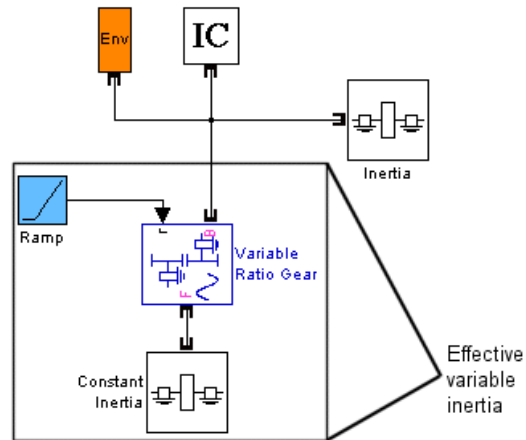 Env
IC
Inertia
Ramp
r
B
Variable
Ratio Gear
F
Constant
Inertia
Effective
variable
inertia